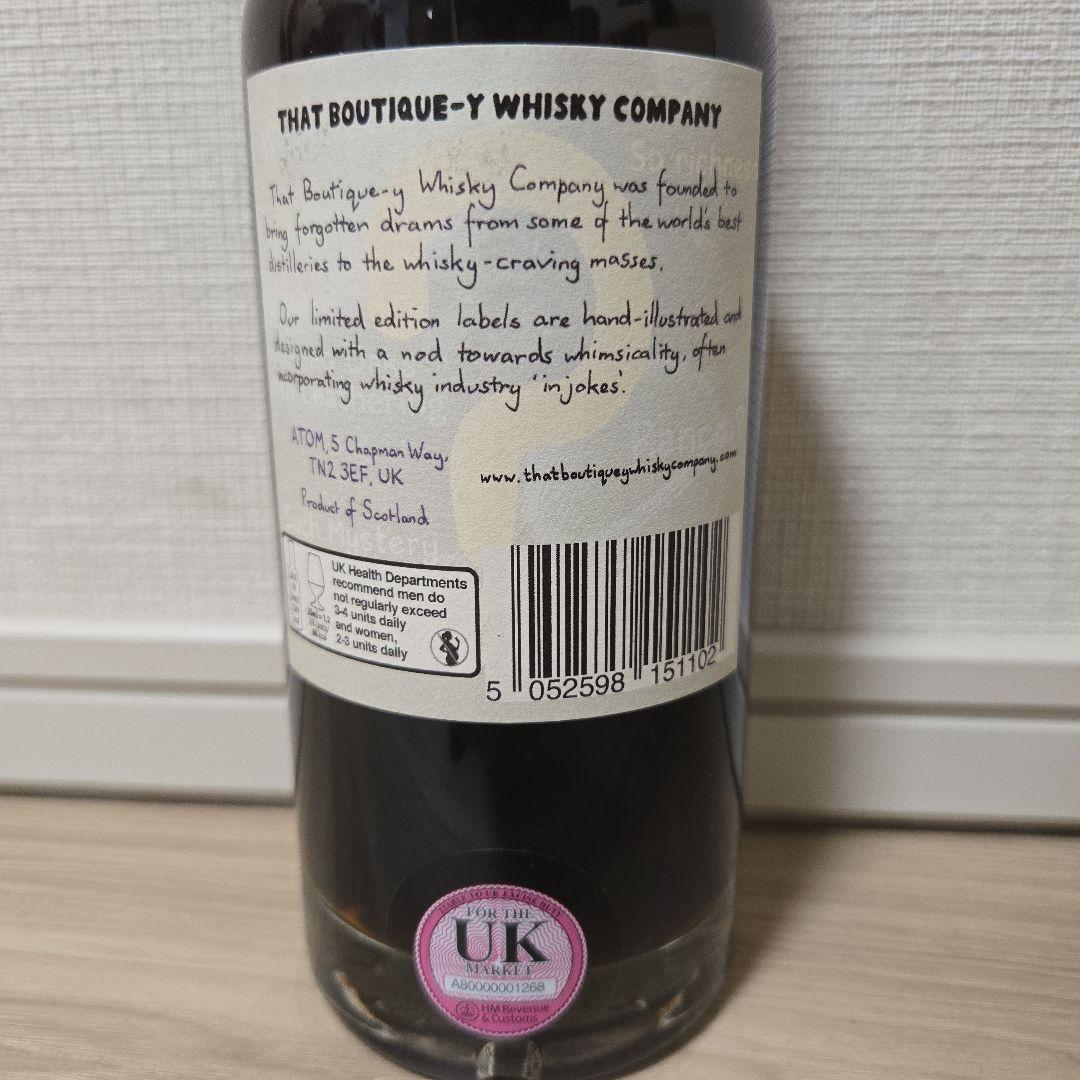 THAT BOUTIQUE-Y WHISKY COMPANY
That Boutique-y Whisky Company was founded to
bring forgotten drams from some of the world's best
distilleries to the whisky-craving masses.
Our limited edition labels are hand-illustrated and
designed with a nod towards whimsicality, often
incorporating whisky industry 'in jokes'.
ATOM, 5 Chapman Way,
TN2 3EF, UK
www.thatboutiqueywhiskycompany.com
Product of Scotland
UK Health Departments
recommend men do
not regularly exceed
3-4 units daily
and women,
2-3 units daily
5 052598 151102
FOR THE
UK
MARKET
A80000001268
HM Revenue
& Customs